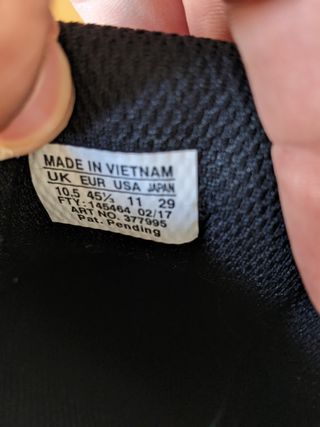 MADE IN VIETNAM
UK EUR USA JAPAN
10.5 45⅓ 11 29
FTY: 145464 02/17
ART NO. 377995
Pat. Pending